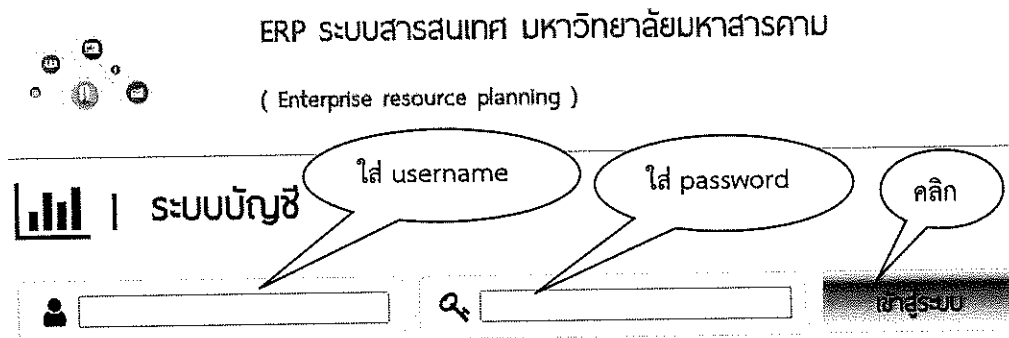 ERP ระบบสารสนเทศ มหาวิทยาลัยมหาสารคาม
( Enterprise resource planning )
ใส่ username
ใส่ password
คลิก
| ระบบบัญชี
เข้าสู่ระบบ